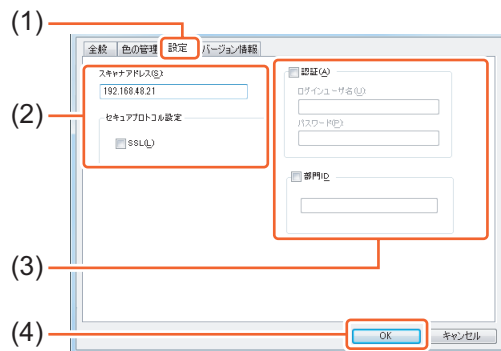 (1)
全般 色の管理 設定 バージョン情報
スキャナアドレス(S):
192.168.48.21
(2)
セキュアプロトコル設定
SSL(L)
認証(A)
ログインユーザ名(U):
パスワード(P):
部門ID
(3)
(4)
OK キャンセル